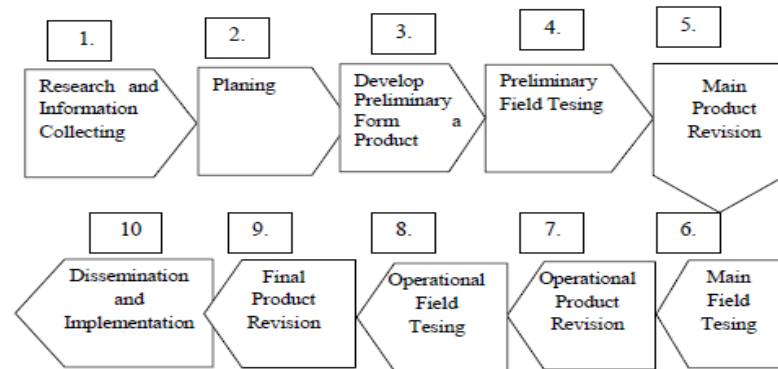 1.
Research and
Information
Collecting
2.
Planing
3.
Develop
Preliminary
Form a
Product
4.
Preliminary
Field Tesing
5.
Main
Product
Revision
6.
Main
Field
Tesing
7.
Operational
Product
Revision
8.
Operational
Field
Tesing
9.
Final
Product
Revision
10
Dissemination
and
Implementation